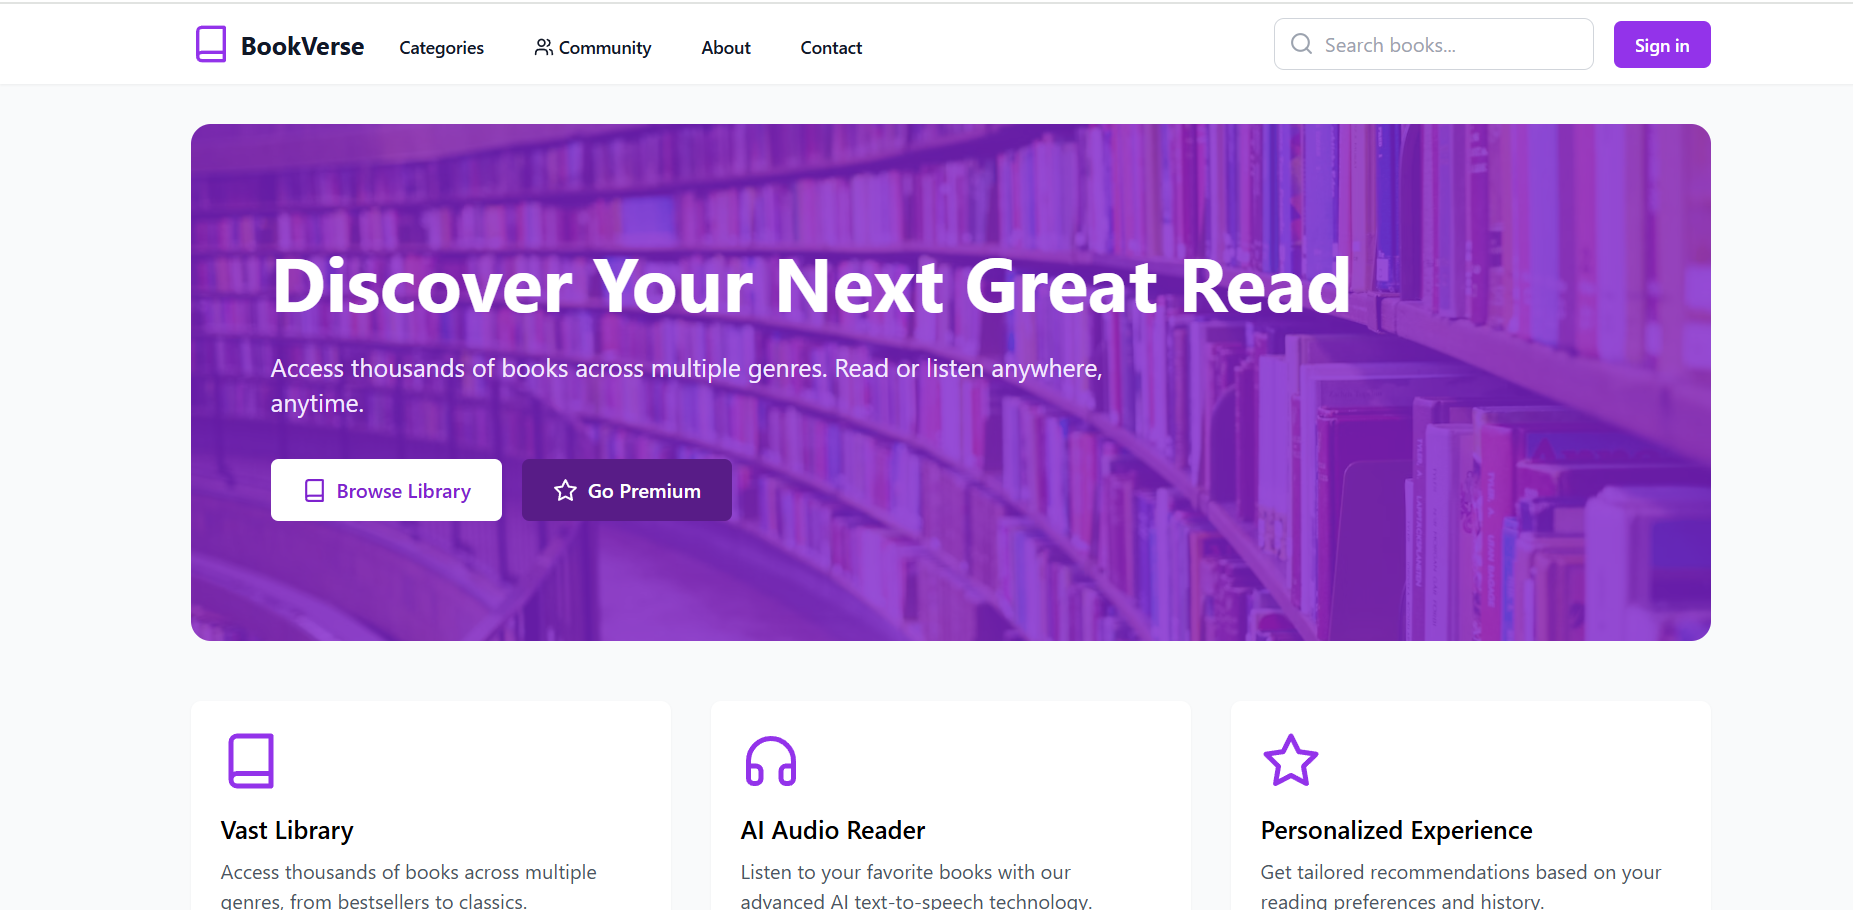 BookVerse
Categories
Community
About
Contact
Search books...
Sign in
Discover Your Next Great Read
Access thousands of books across multiple genres. Read or listen anywhere,
anytime.
Browse Library
Go Premium
Vast Library
Access thousands of books across multiple
genres, from bestsellers to classics.
AI Audio Reader
Listen to your favorite books with our
advanced AI text-to-speech technology.
Personalized Experience
Get tailored recommendations based on your
reading preferences and history.